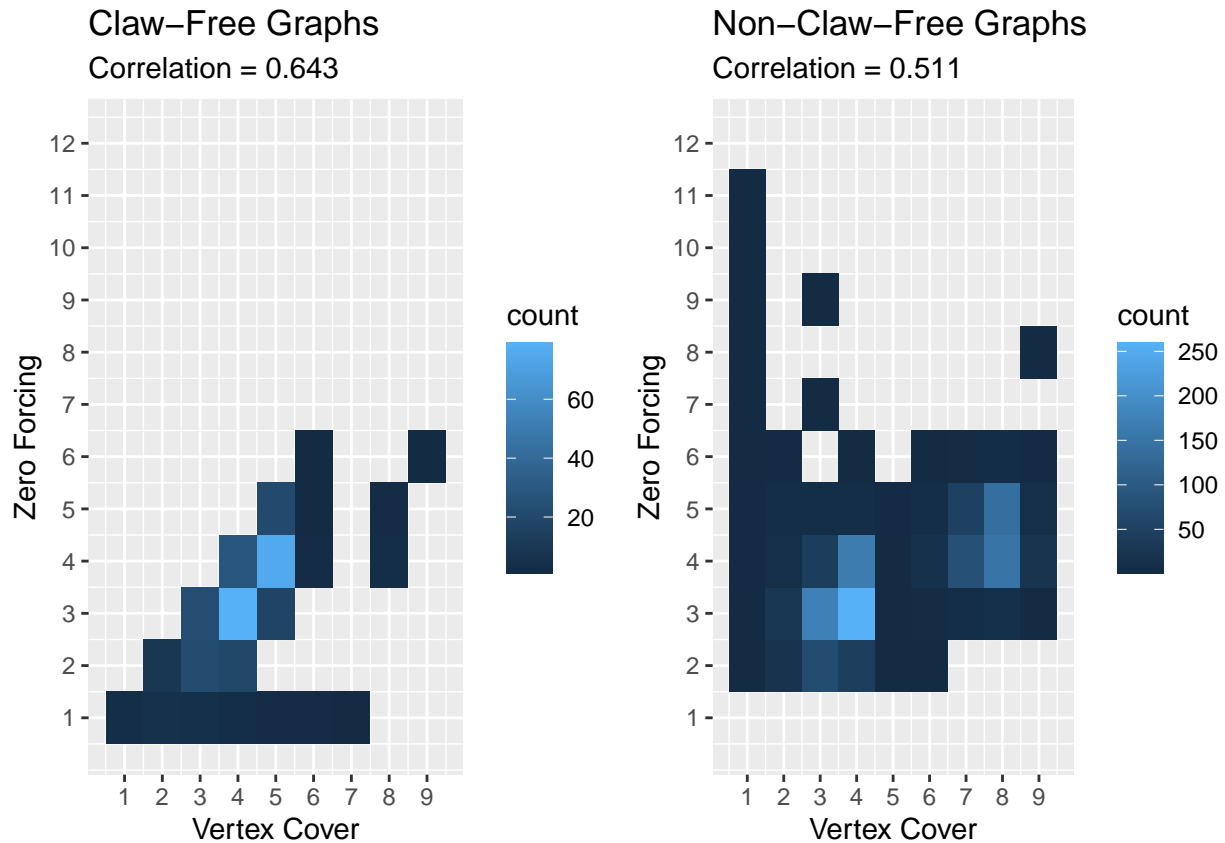 Claw−Free Graphs
Correlation = 0.643
12
11
10
9
8
7
6
5
4
3
2
1
Zero Forcing
1 2 3 4 5 6 7 8 9
Vertex Cover
count
60
40
20
Non−Claw−Free Graphs
Correlation = 0.511
12
11
10
9
8
7
6
5
4
3
2
1
Zero Forcing
1 2 3 4 5 6 7 8 9
Vertex Cover
count
250
200
150
100
50